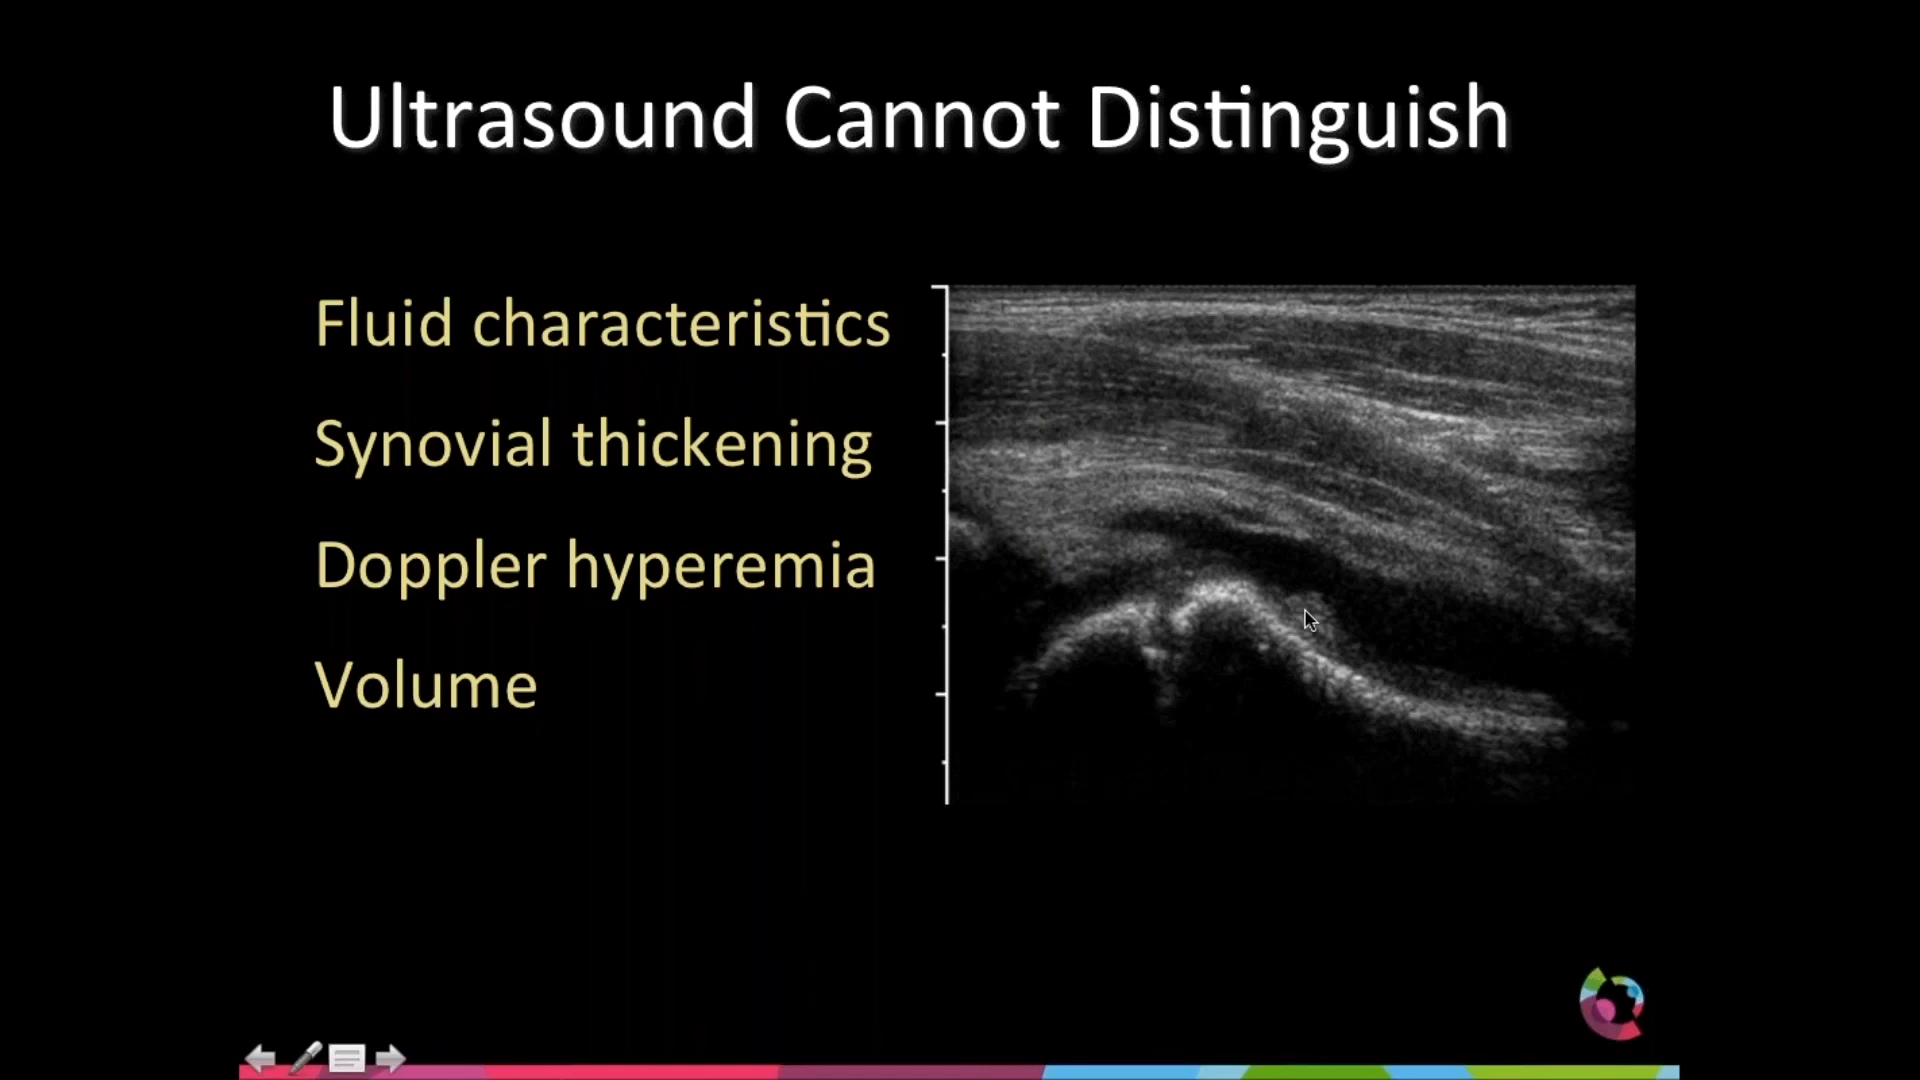 Ultrasound Cannot Distinguish
Fluid characteristics
Synovial thickening
Doppler hyperemia
Volume